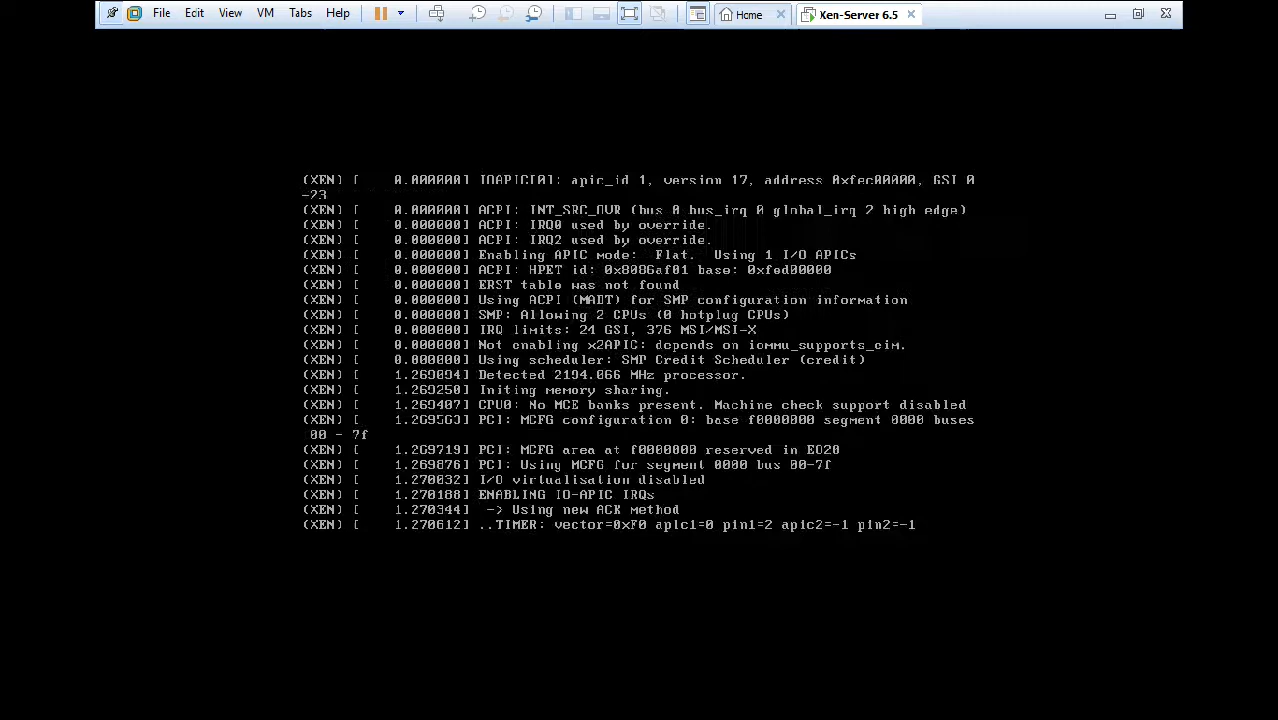 File Edit View VM Tabs Help Home Xen-Server 6.5
(XEN) [ 0.000000] IOAPIC[0]: apic_id 1, version 17, address 0xfec00000, GSI 0
-23
(XEN) [ 0.000000] ACPI: INT_SRC_OVR (bus 0 bus_irq 0 global_irq 2 high edge)
(XEN) [ 0.000000] ACPI: IRQ0 used by override.
(XEN) [ 0.000000] ACPI: IRQ2 used by override.
(XEN) [ 0.000000] Enabling APIC mode: Flat. Using 1 I/O APICs
(XEN) [ 0.000000] ACPI: HPET id: 0x8086af01 base: 0xfed00000
(XEN) [ 0.000000] ERST table was not found
(XEN) [ 0.000000] Using ACPI (MADT) for SMP configuration information
(XEN) [ 0.000000] SMP: Allowing 2 CPUs (0 hotplug CPUs)
(XEN) [ 0.000000] IRQ limits: 24 GSI, 376 MSI/MSI-X
(XEN) [ 0.000000] Not enabling x2APIC: depends on iommu_supports_eim.
(XEN) [ 0.000000] Using scheduler: SMP Credit Scheduler (credit)
(XEN) [ 1.269094] Detected 2194.066 MHz processor.
(XEN) [ 1.269250] Initing memory sharing.
(XEN) [ 1.269407] CPU0: No MCE banks present. Machine check support disabled
(XEN) [ 1.269563] PCI: MCFG configuration 0: base f0000000 segment 0000 buses
00 - 7f
(XEN) [ 1.269719] PCI: MCFG area at f0000000 reserved in E820
(XEN) [ 1.269876] PCI: Using MCFG for segment 0000 bus 00-7f
(XEN) [ 1.270032] I/O virtualisation disabled
(XEN) [ 1.270188] ENABLING IO-APIC IRQs
(XEN) [ 1.270344] -> Using new ACK method
(XEN) [ 1.270612] ..TIMER: vector=0xF0 apic1=0 pin1=2 apic2=-1 pin2=-1